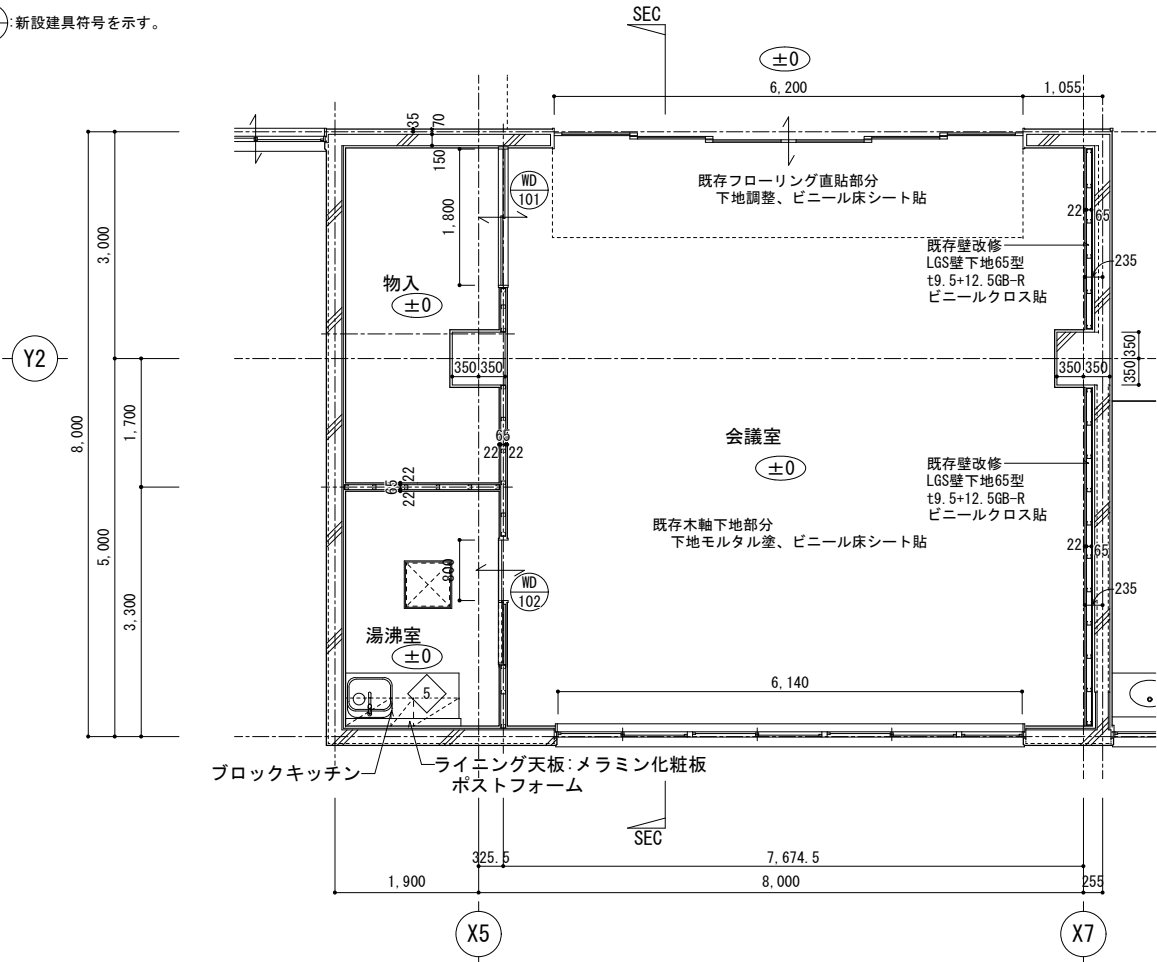 :新設建具符号を示す。
SEC
±0
6,200
1,055
35
70
150
WD
101
既存フローリング直貼部分
下地調整、ビニール床シート貼
22
65
1,800
3,000
既存壁改修
LGS壁下地65型
t9.5+12.5GB-R
ビニールクロス貼
235
物入
±0
Y2
350
350
350
350
350
350
8,000
1,700
会議室
±0
65
22
22
既存壁改修
LGS壁下地65型
t9.5+12.5GB-R
ビニールクロス貼
22
65
22
既存木軸下地部分
下地モルタル塗、ビニール床シート貼
22
65
5,000
800
WD
102
235
3,300
湯沸室
±0
5
6,140
ブロックキッチン
ライニング天板:メラミン化粧板
ポストフォーム
SEC
325.5
7,674.5
1,900
8,000
255
X5
X7